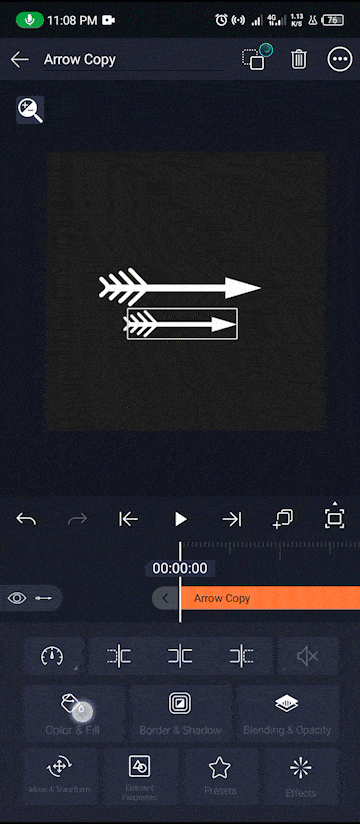 11:08 PM
4G
1.13
K/S
76
Arrow Copy
00:00:00
Arrow Copy
Color & Fill
Border & Shadow
Blending & Opacity
Move & Transform
Element
Properties
Presets
Effects